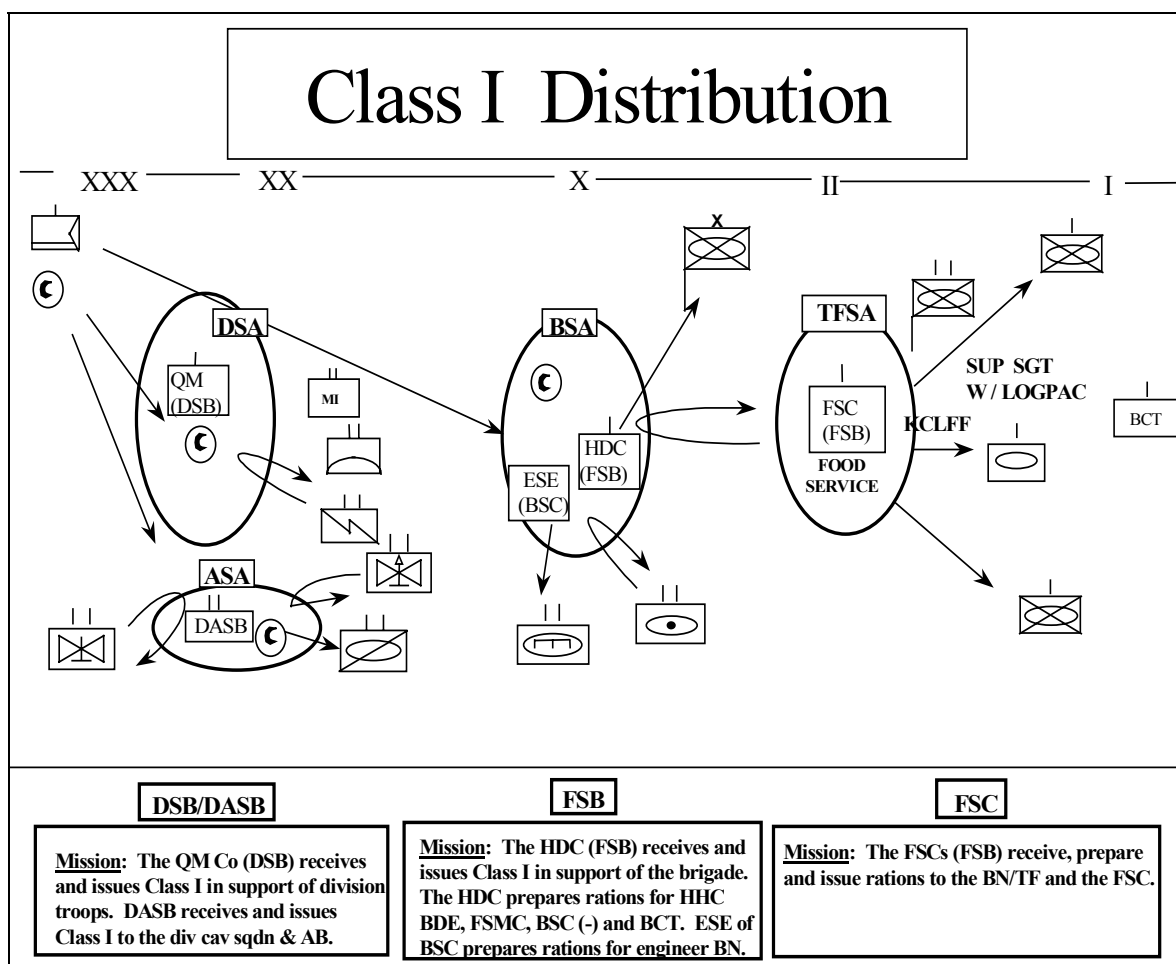 Class I Distribution
XXX XX X II I
X
DSA
BSA
TFSA
QM
(DSB)
MI
HDC
(FSB)
ESE
(BSC)
FSC
(FSB)
FOOD
SERVICE
SUP SGT
W / LOGPAC
KCLFF
BCT
ASA
DASB
DSB/DASB
Mission: The QM Co (DSB) receives
and issues Class I in support of division
troops. DASB receives and issues
Class I to the div cav sqdn & AB.
FSB
Mission: The HDC (FSB) receives and
issues Class I in support of the brigade.
The HDC prepares rations for HHC
BDE, FSMC, BSC (-) and BCT. ESE of
BSC prepares rations for engineer BN.
FSC
Mission: The FSCs (FSB) receive, prepare
and issue rations to the BN/TF and the FSC.